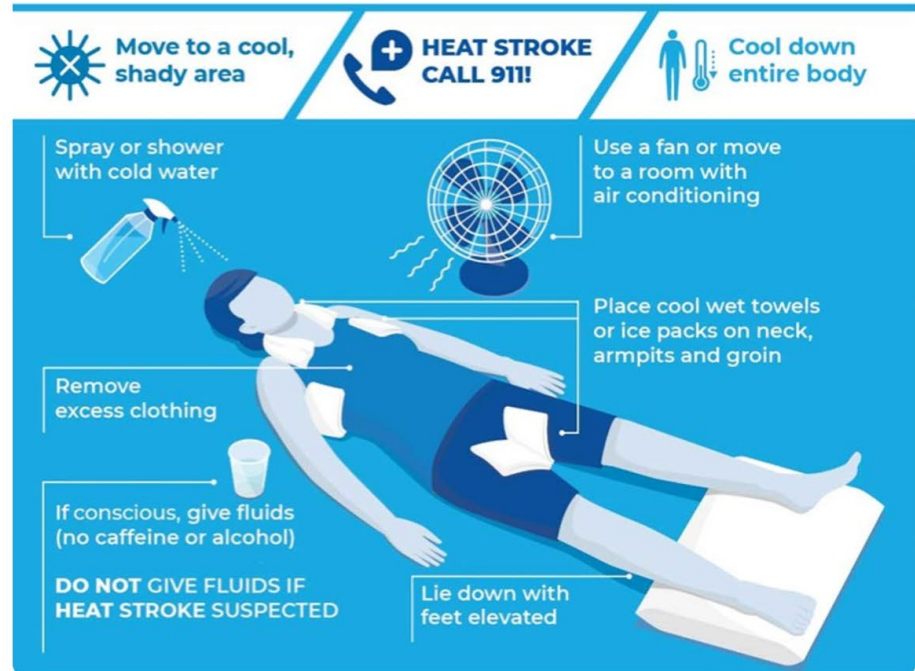 Move to a cool,
shady area
HEAT STROKE
CALL 911!
Cool down
entire body
Spray or shower
with cold water
Use a fan or move
to a room with
air conditioning
Place cool wet towels
or ice packs on neck,
armpits and groin
Remove
excess clothing
If conscious, give fluids
(no caffeine or alcohol)
DO NOT GIVE FLUIDS IF
HEAT STROKE SUSPECTED
Lie down with
feet elevated